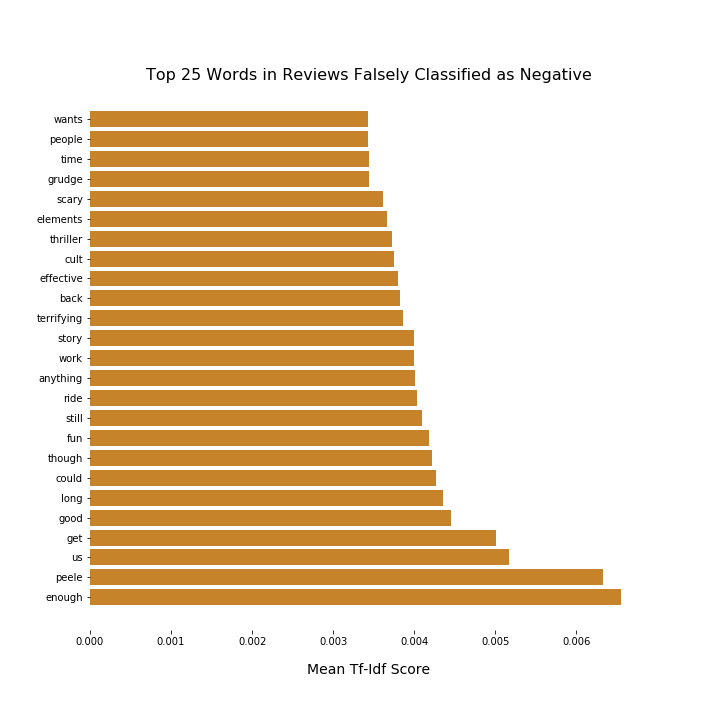 Top 25 Words in Reviews Falsely Classified as Negative
wants
people
time
grudge
scary
elements
thriller
cult
effective
back
terrifying
story
work
anything
ride
still
fun
though
could
long
good
get
us
peele
enough
0.000 0.001 0.002 0.003 0.004 0.005 0.006
Mean Tf-Idf Score